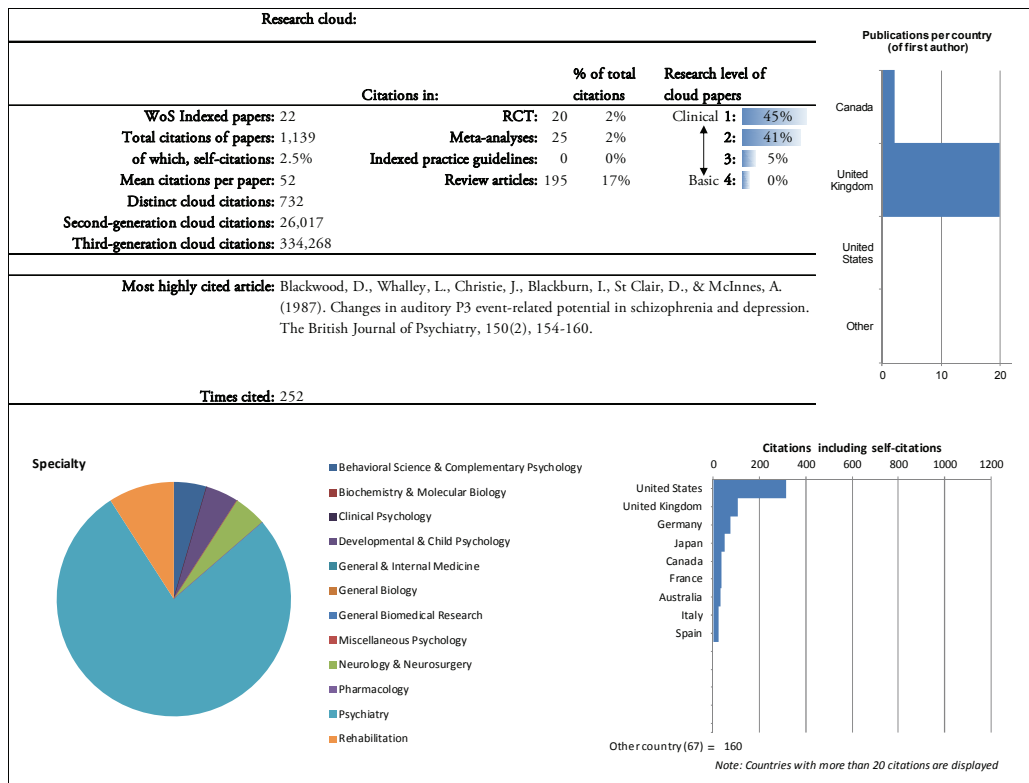 Research cloud:
Citations in:
% of total
citations
Research level of
cloud papers
WoS Indexed papers: 22
RCT: 20 2%
Clinical 1: 45%
Total citations of papers: 1,139
Meta-analyses: 25 2%
2: 41%
of which, self-citations: 2.5%
Indexed practice guidelines: 0 0%
3: 5%
Mean citations per paper: 52
Review articles: 195 17%
Basic 4: 0%
Distinct cloud citations: 732
Second-generation cloud citations: 26,017
Third-generation cloud citations: 334,268
Most highly cited article: Blackwood, D., Whalley, L., Christie, J., Blackburn, I., St Clair, D., & McInnes, A.
(1987). Changes in auditory P3 event-related potential in schizophrenia and depression.
The British Journal of Psychiatry, 150(2), 154-160.
Times cited: 252
Publications per country
(of first author)
Canada
United
Kingdom
United
States
Other
0 10 20
Specialty
Behavioral Science & Complementary Psychology
Biochemistry & Molecular Biology
Clinical Psychology
Developmental & Child Psychology
General & Internal Medicine
General Biology
General Biomedical Research
Miscellaneous Psychology
Neurology & Neurosurgery
Pharmacology
Psychiatry
Rehabilitation
Citations including self-citations
0 200 400 600 800 1000 1200
United States
United Kingdom
Germany
Japan
Canada
France
Australia
Italy
Spain
Other country (67) = 160
Note: Countries with more than 20 citations are displayed